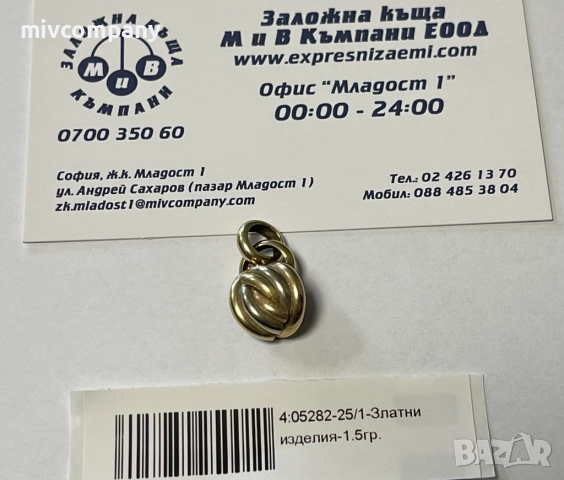 mivcompany
ЗАЛОЖНА КЪЩА
М и В
КЪМПАНИ
0700 350 60
Заложна къща
М и В Къмпани ЕООД
www.expresnizaemi.com
Офис “Младост 1”
00:00 - 24:00
София, ж.к. Младост 1
ул. Андрей Сахаров (пазар Младост 1)
zk.mladost1@mivcompany.com
Тел.: 02 426 13 70
Мобил: 088 485 38 04
4:05282-25/1-Златни
изделия-1.5гр.
BAZAR